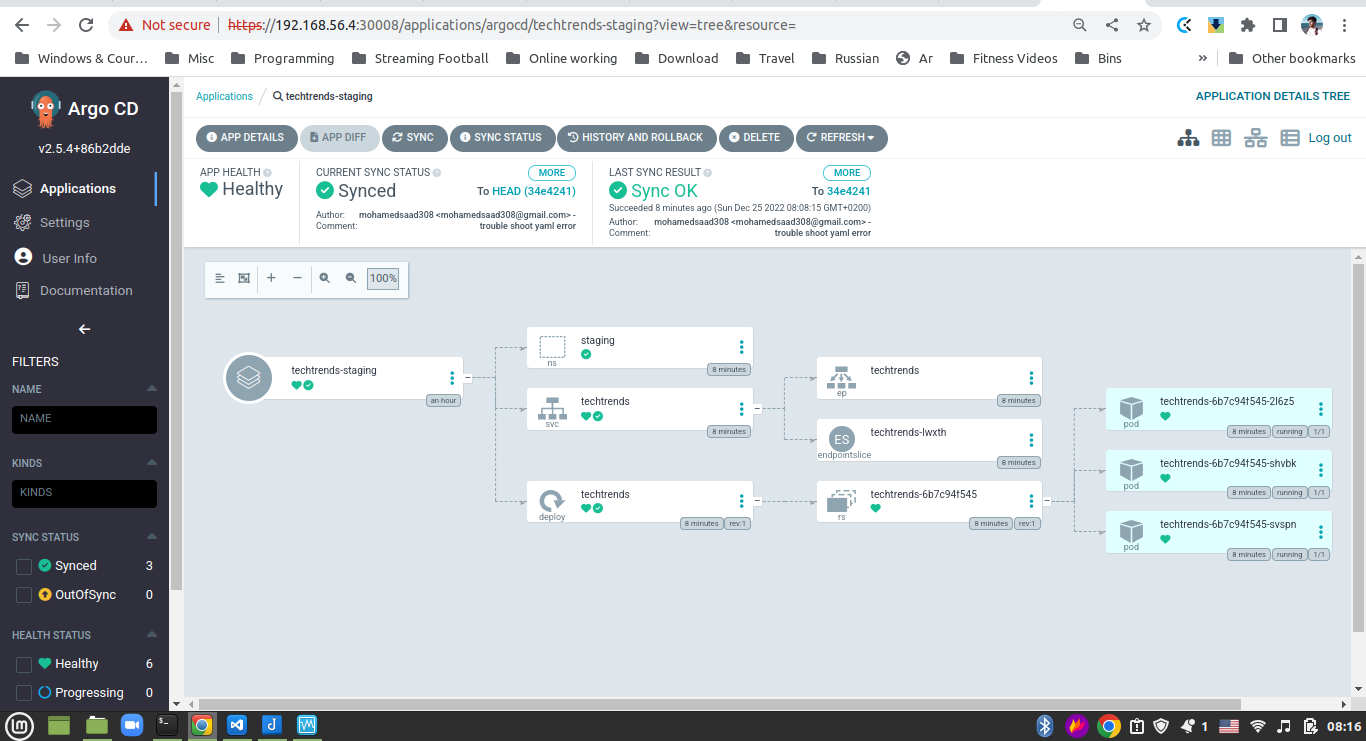 Not secure
https://192.168.56.4:30008/applications/argocd/techtrends-staging?view=tree&resource=
Windows & Cour…
Misc
Programming
Streaming Football
Online working
Download
Travel
Russian
Ar
Fitness Videos
Bins
»
Other bookmarks
Argo CD
v2.5.4+86b2dde
Applications
Settings
User Info
Documentation
FILTERS
NAME
NAME
KINDS
KINDS
SYNC STATUS
Synced 3
OutOfSync 0
HEALTH STATUS
Healthy 6
Progressing 0
Applications / techtrends-staging
APPLICATION DETAILS TREE
APP DETAILS
APP DIFF
SYNC
SYNC STATUS
HISTORY AND ROLLBACK
DELETE
REFRESH
Log out
APP HEALTH
Healthy
CURRENT SYNC STATUS
MORE
Synced
To HEAD (34e4241)
Author: mohamedsaad308 <mohamedsaad308@gmail.com> -
Comment: trouble shoot yaml error
LAST SYNC RESULT
MORE
Sync OK
To 34e4241
Succeeded 8 minutes ago (Sun Dec 25 2022 08:08:15 GMT+0200)
Author: mohamedsaad308 <mohamedsaad308@gmail.com> -
Comment: trouble shoot yaml error
100%
techtrends-staging
an hour
staging
ns
8 minutes
techtrends
svc
8 minutes
techtrends
deploy
8 minutes
rev:1
techtrends
ep
8 minutes
ES
techtrends-lwxth
endpointslice
8 minutes
techtrends-6b7c94f545
rs
8 minutes
rev:1
techtrends-6b7c94f545-2l6z5
pod
8 minutes
running
1/1
techtrends-6b7c94f545-shvbk
pod
8 minutes
running
1/1
techtrends-6b7c94f545-svspn
pod
8 minutes
running
1/1
1
08:16